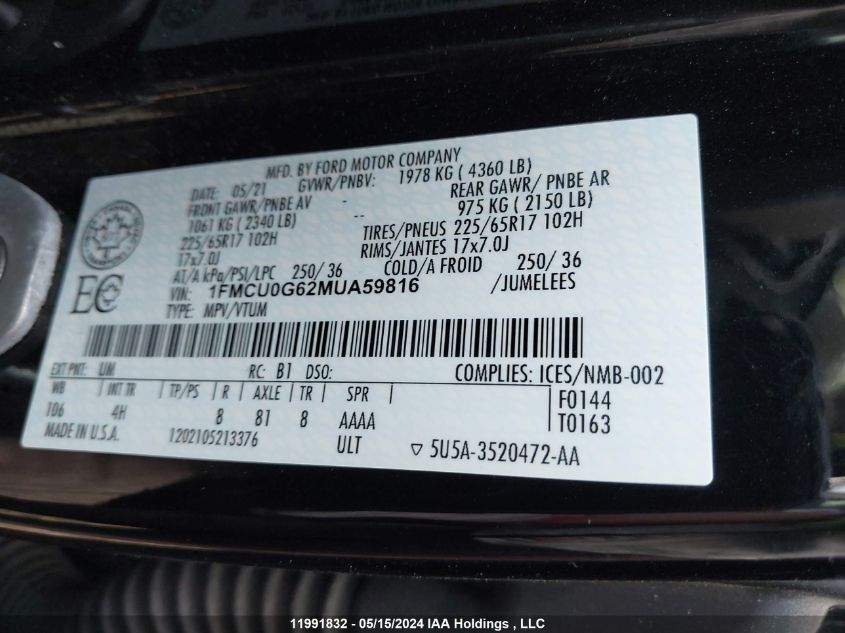 MFD. BY FORD MOTOR COMPANY
DATE: 05/21 GVWR/PNBV: 1978 KG ( 4360 LB)
FRONT GAWR/PNBE AV REAR GAWR/ PNBE AR
1061 KG ( 2340 LB) -- 975 KG ( 2150 LB)
225/65R17 102H TIRES/PNEUS 225/65R17 102H
17x7.0J RIMS/JANTES 17x7.0J
AT/A kPa/PSI/LPC 250/ 36 COLD/A FROID 250/ 36
VIN: 1FMCU0G62MUA59816 /JUMELEES
TYPE: MPV/VTUM
EC
EXT PNT: UM RC: B1 DSO: COMPLIES: ICES/NMB-002
WB INT TR TP/PS R AXLE TR SPR F0144
106 4H 8 81 8 AAAA T0163
MADE IN U.S.A. 1202105213376 ULT ▽ 5U5A-3520472-AA
11991832 - 05/15/2024 IAA Holdings , LLC